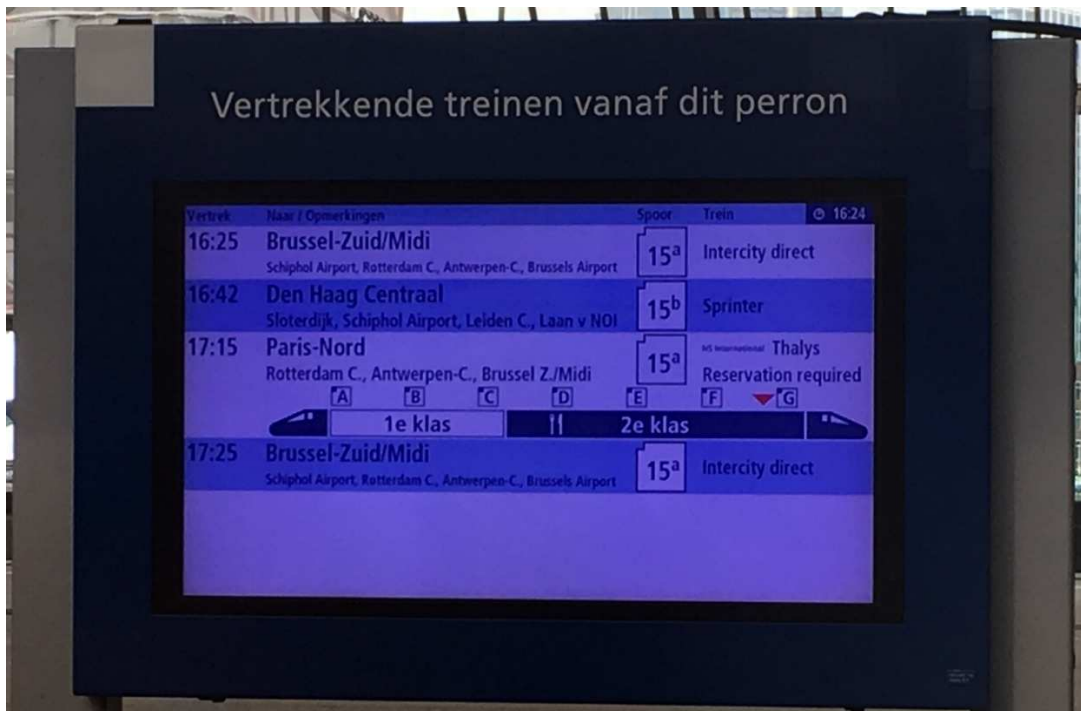 Vertrekkende treinen vanaf dit perron
Vertrek Naar / Opmerkingen Spoor Trein 16:24
16:25 Brussel-Zuid/Midi 15a Intercity direct
Schiphol Airport, Rotterdam C., Antwerpen-C., Brussels Airport
16:42 Den Haag Centraal 15b Sprinter
Sloterdijk, Schiphol Airport, Leiden C., Laan v NOI
17:15 Paris-Nord 15a NS International Thalys
Rotterdam C., Antwerpen-C., Brussel Z./Midi Reservation required
A B C D E F G
1e klas 2e klas
17:25 Brussel-Zuid/Midi 15a Intercity direct
Schiphol Airport, Rotterdam C., Antwerpen-C., Brussels Airport